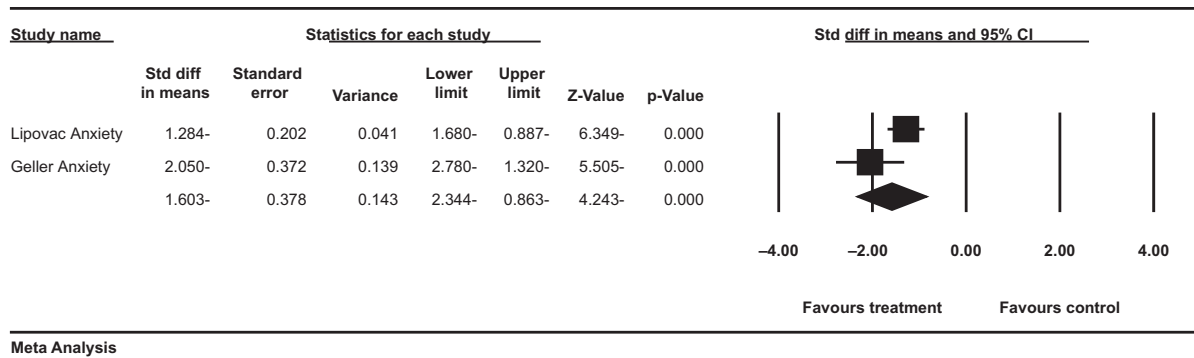 Study name Statistics for each study Std diff in means and 95% CI
Std diff Standard Lower Upper
in means error Variance limit limit Z-Value p-Value
Lipovac Anxiety 1.284- 0.202 0.041 1.680- 0.887- 6.349- 0.000
Geller Anxiety 2.050- 0.372 0.139 2.780- 1.320- 5.505- 0.000
1.603- 0.378 0.143 2.344- 0.863- 4.243- 0.000
–4.00 –2.00 0.00 2.00 4.00
Favours treatment Favours control
Meta Analysis